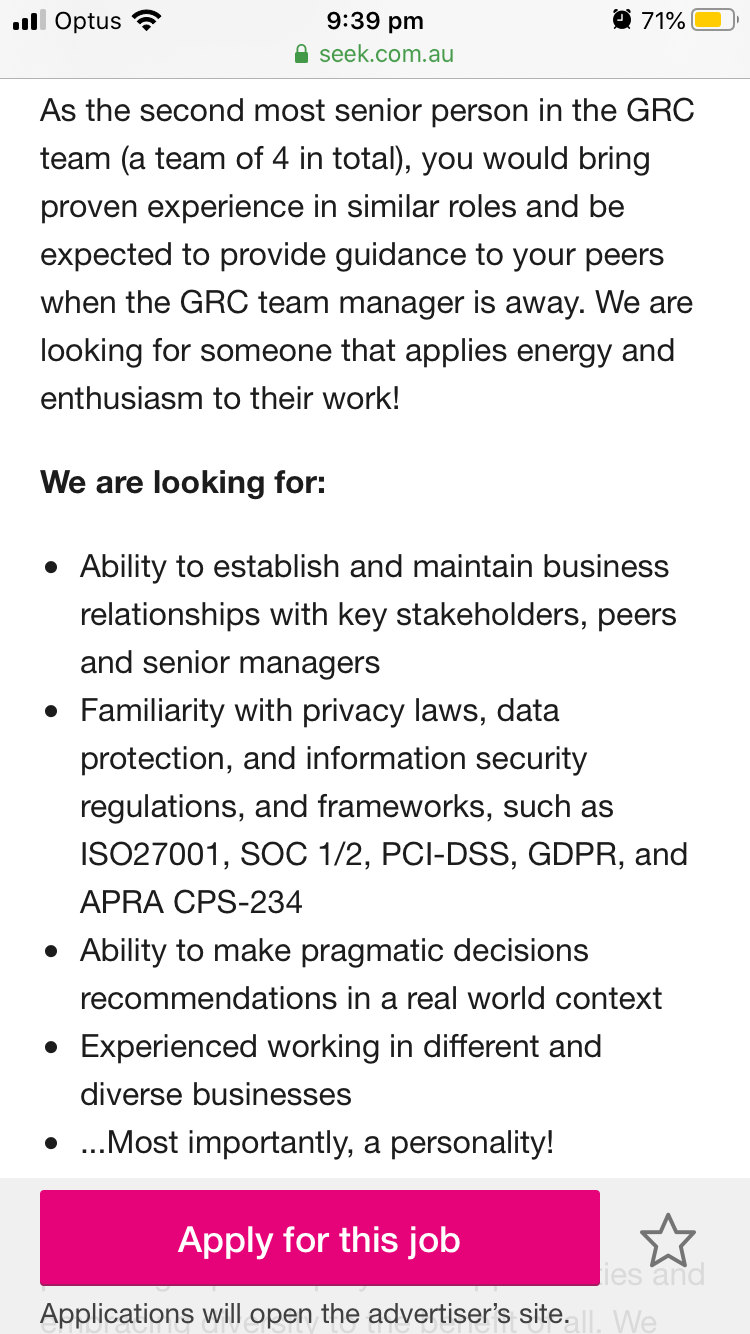 Optus 9:39 pm 71%
seek.com.au
As the second most senior person in the GRC
team (a team of 4 in total), you would bring
proven experience in similar roles and be
expected to provide guidance to your peers
when the GRC team manager is away. We are
looking for someone that applies energy and
enthusiasm to their work!
We are looking for:
• Ability to establish and maintain business
relationships with key stakeholders, peers
and senior managers
• Familiarity with privacy laws, data
protection, and information security
regulations, and frameworks, such as
ISO27001, SOC 1/2, PCI-DSS, GDPR, and
APRA CPS-234
• Ability to make pragmatic decisions
recommendations in a real world context
• Experienced working in different and
diverse businesses
• ...Most importantly, a personality!
Apply for this job
ies and
Applications will open the advertiser's site.
embracing diversity to the benefit of all. We